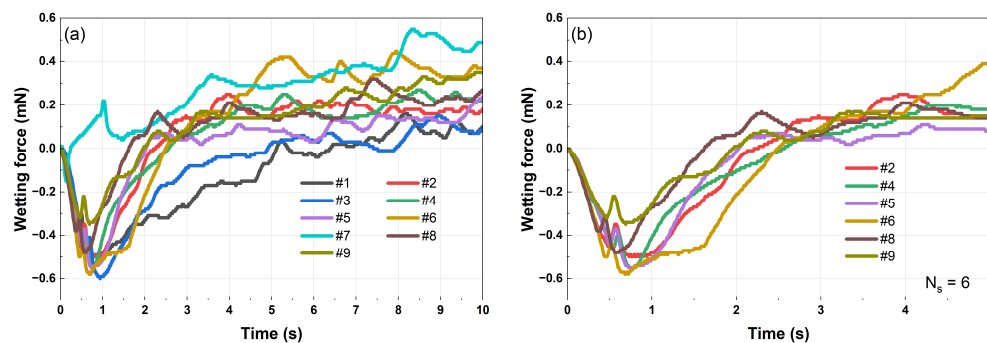 (a)
Wetting force (mN)
0.6
0.4
0.2
0.0
−0.2
−0.4
−0.6
#1 #2
#3 #4
#5 #6
#7 #8
#9
0 1 2 3 4 5 6 7 8 9 10
Time (s)
(b)
Wetting force (mN)
0.6
0.4
0.2
0.0
−0.2
−0.4
−0.6
#2
#4
#5
#6
#8
#9
Ns = 6
0 1 2 3 4
Time (s)